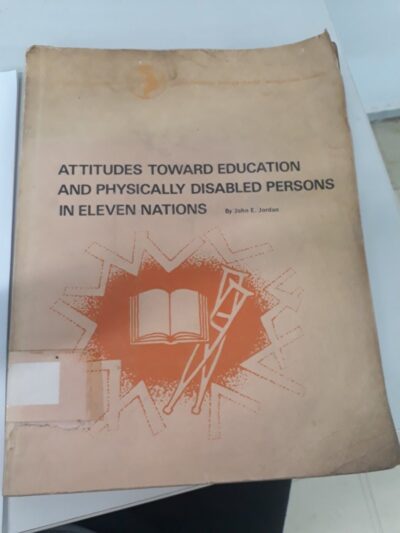 ATTITUDES TOWARD EDUCATION
AND PHYSICALLY DISABLED PERSONS
IN ELEVEN NATIONS By John E. Jordan